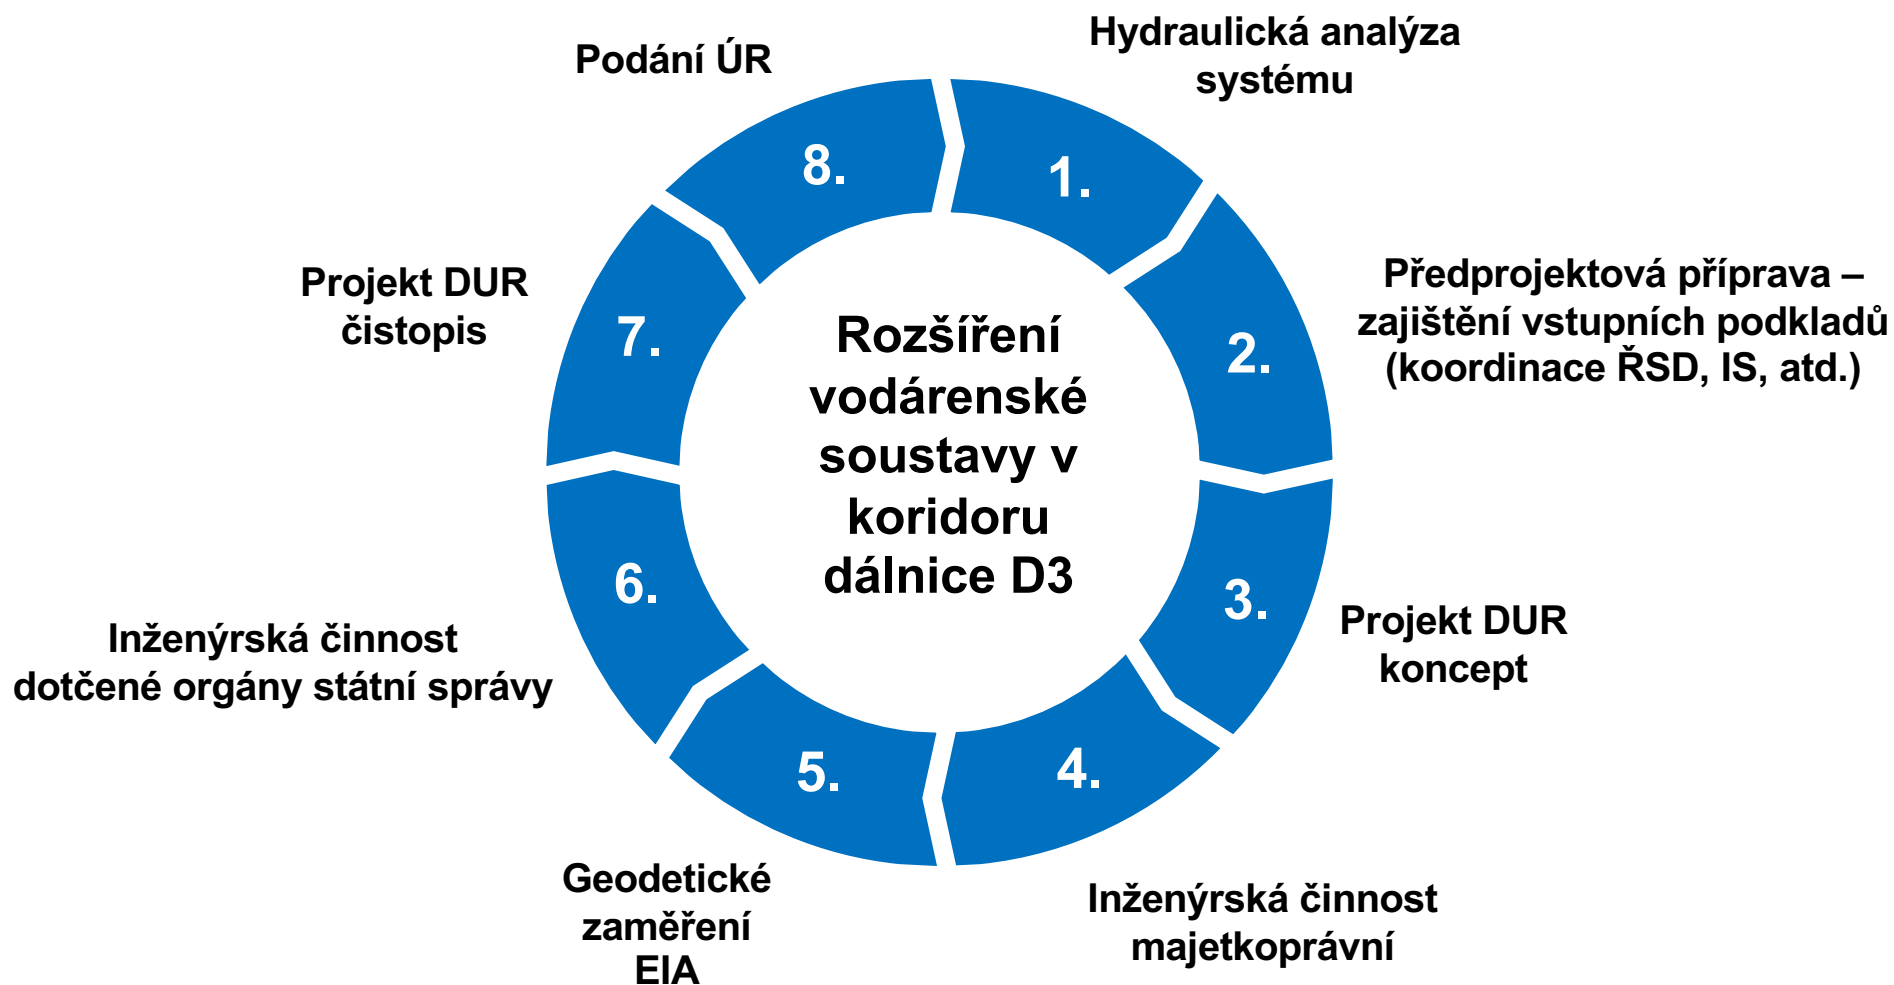 Rozšíření
vodárenské
soustavy v
koridoru
dálnice D3
1.
Hydraulická analýza
systému
2.
Předprojektová příprava –
zajištění vstupních podkladů
(koordinace ŘSD, IS, atd.)
3.
Projekt DUR
koncept
4.
Inženýrská činnost
majetkoprávní
5.
Geodetické
zaměření
EIA
6.
Inženýrská činnost
dotčené orgány státní správy
7.
Projekt DUR
čistopis
8.
Podání ÚR